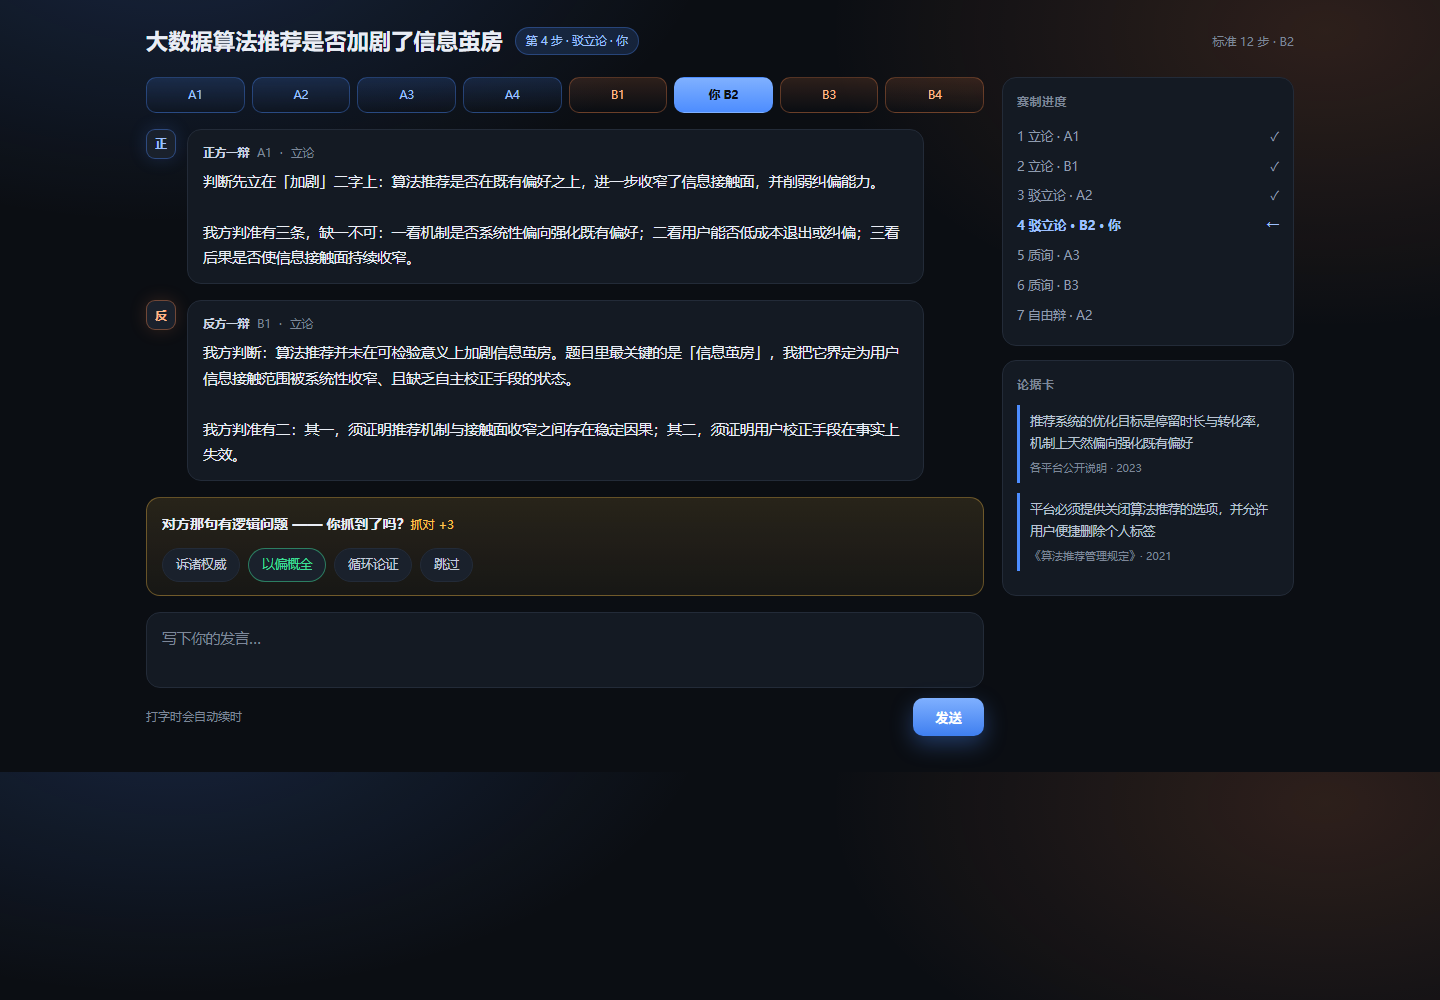 大数据算法推荐是否加剧了信息茧房
第 4 步 · 驳立论 · 你
标准 12 步 · B2
A1
A2
A3
A4
B1
你 B2
B3
B4
正
正方一辩 A1 · 立论
判断先立在「加剧」二字上：算法推荐是否在既有偏好之上，进一步收窄了信息接触面，并削弱纠偏能力。
我方判准有三条，缺一不可：一看机制是否系统性偏向强化既有偏好；二看用户能否低成本退出或纠偏；三看
后果是否使信息接触面持续收窄。
反
反方一辩 B1 · 立论
我方判断：算法推荐并未在可检验意义上加剧信息茧房。题目里最关键的是「信息茧房」，我把它界定为用户
信息接触范围被系统性收窄、且缺乏自主校正手段的状态。
我方判准有二：其一，须证明推荐机制与接触面收窄之间存在稳定因果；其二，须证明用户校正手段在事实上
失效。
对方那句有逻辑问题 —— 你抓到了吗？抓对 +3
诉诸权威
以偏概全
循环论证
跳过
写下你的发言…
打字时会自动续时
发送
赛制进度
1 立论 · A1 ✓
2 立论 · B1 ✓
3 驳立论 · A2 ✓
4 驳立论 · B2 · 你 ←
5 质询 · A3
6 质询 · B3
7 自由辩 · A2
论据卡
推荐系统的优化目标是停留时长与转化率，
机制上天然偏向强化既有偏好
各平台公开说明 · 2023
平台必须提供关闭算法推荐的选项，并允许
用户便捷删除个人标签
《算法推荐管理规定》 · 2021